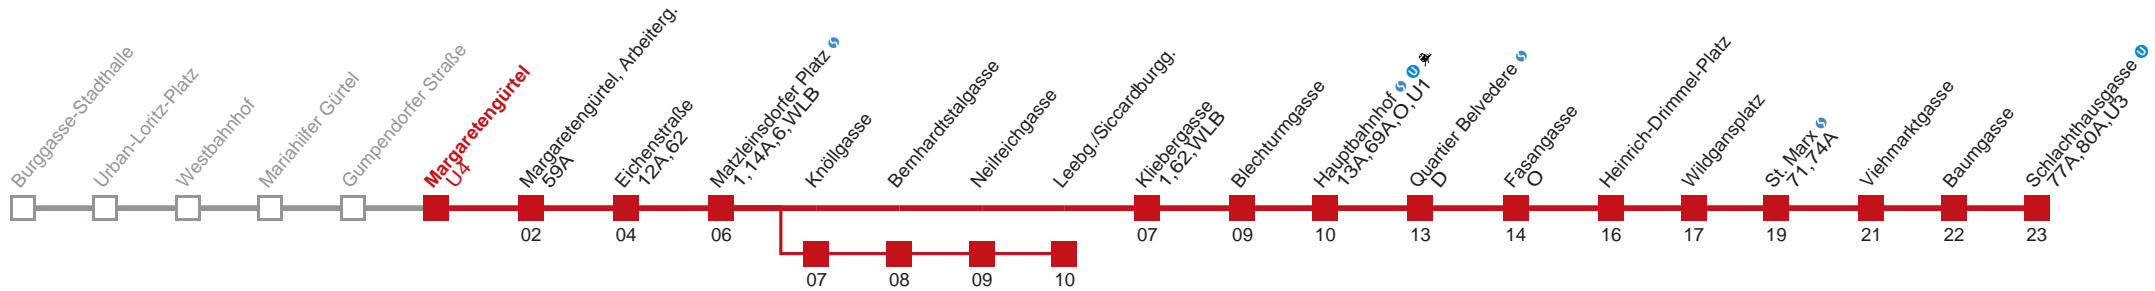 Burggasse-Stadthalle
Urban-Loritz-Platz
Westbahnhof
Mariahilfer Gürtel
Gumpendorfer Straße
Margaretengürtel
U4
Margaretengürtel, Arbeiterg.
59A
Eichenstraße
12A, 62
Matzleinsdorfer Platz S
1, 14A, 6, WLB
Knöllgasse
Bernhardtstalgasse
Neilreichgasse
Leebg./Siccardburgg.
Kliebergasse
1, 62, WLB
Blechturmgasse
Hauptbahnhof S U
13A, 69A, O, U1
Quartier Belvedere S
D
Fasangasse
O
Heinrich-Drimmel-Platz
Wildgansplatz
St. Marx S
71, 74A
Viehmarktgasse
Baumgasse
Schlachthausgasse U
77A, 80A, U3
02 04 06 07 09 10 13 14 16 17 19 21 22 23
07 08 09 10